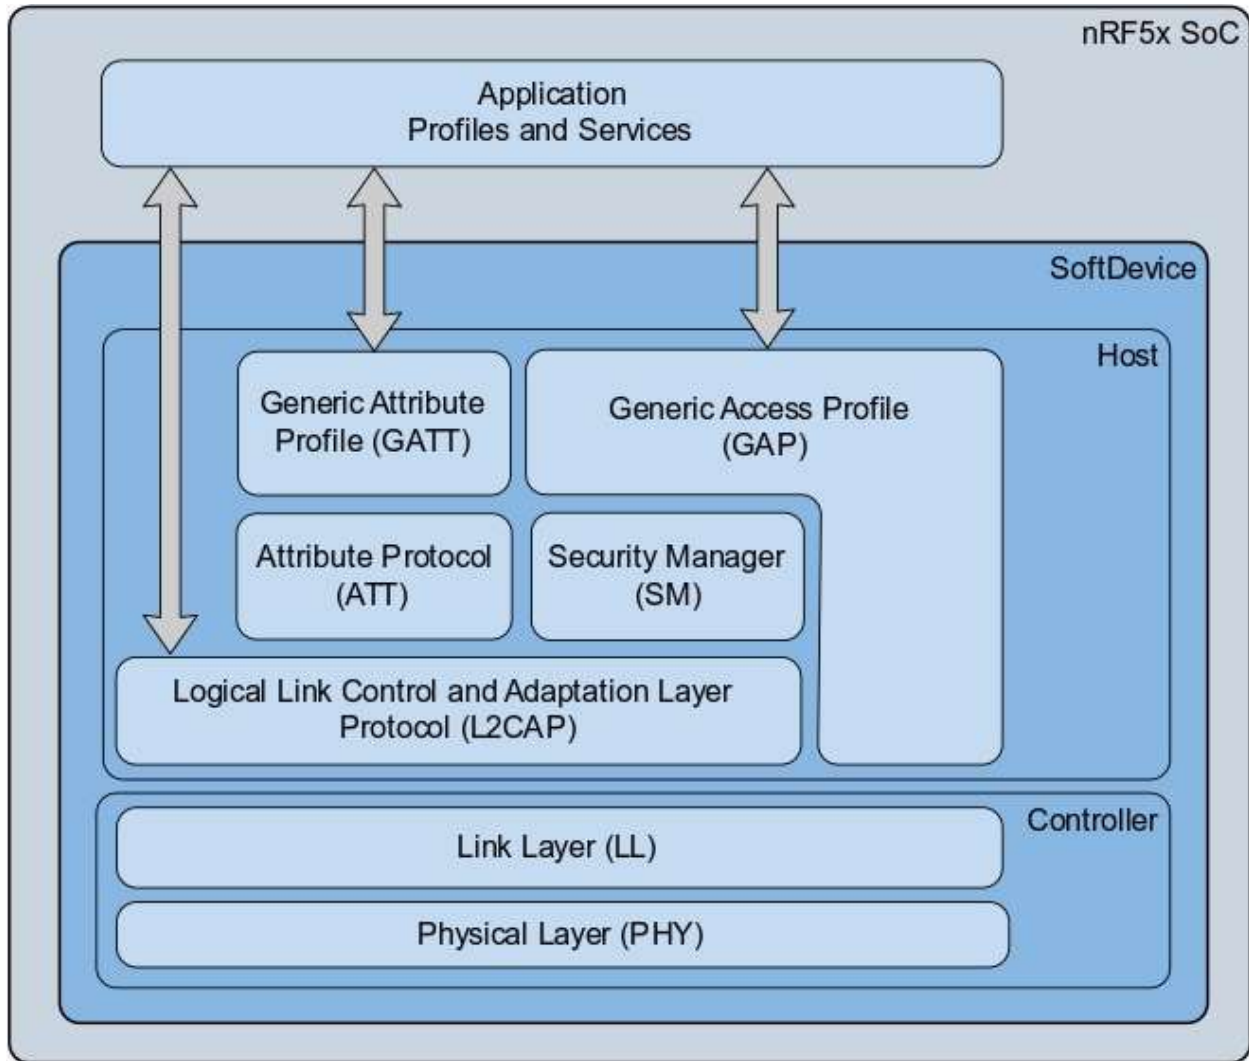 nRF5x SoC
Application
Profiles and Services
SoftDevice
Host
Generic Attribute
Profile (GATT)
Generic Access Profile
(GAP)
Attribute Protocol
(ATT)
Security Manager
(SM)
Logical Link Control and Adaptation Layer
Protocol (L2CAP)
Controller
Link Layer (LL)
Physical Layer (PHY)